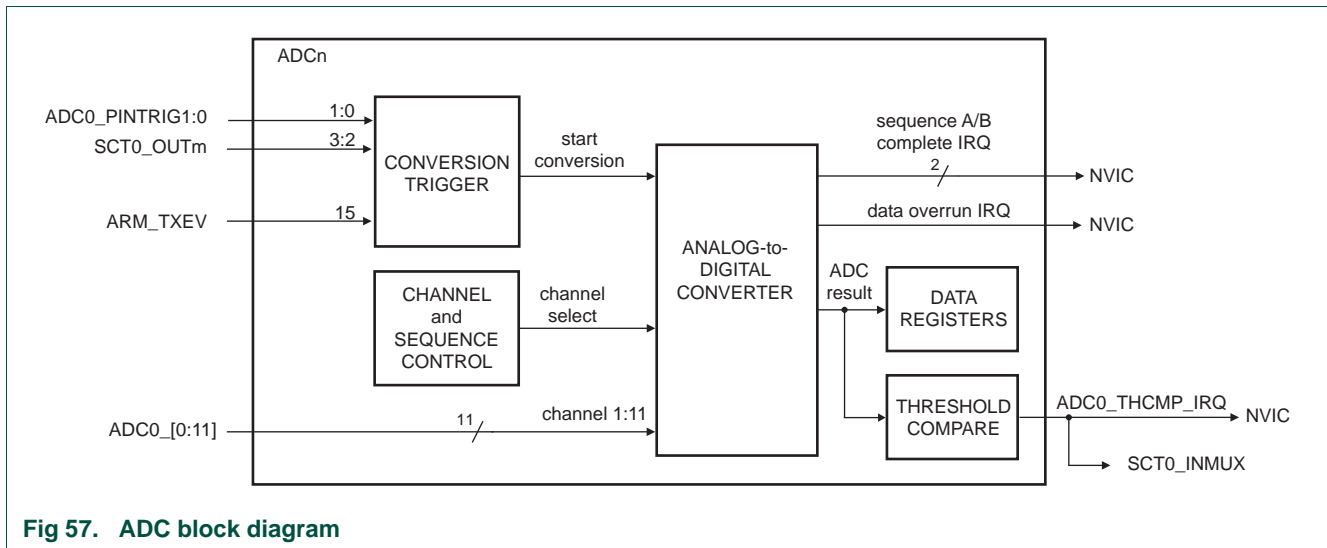 ADCn
ADC0_PINTRIG1:0
1:0
SCT0_OUTm
3:2
ARM_TXEV
15
CONVERSION
TRIGGER
start
conversion
CHANNEL
and
SEQUENCE
CONTROL
channel
select
ADC0_[0:11]
11
channel 1:11
ANALOG-to-
DIGITAL
CONVERTER
sequence A/B
complete IRQ
2
NVIC
data overrun IRQ
NVIC
ADC
result
DATA
REGISTERS
THRESHOLD
COMPARE
ADC0_THCMP_IRQ
NVIC
SCT0_INMUX
Fig 57. ADC block diagram